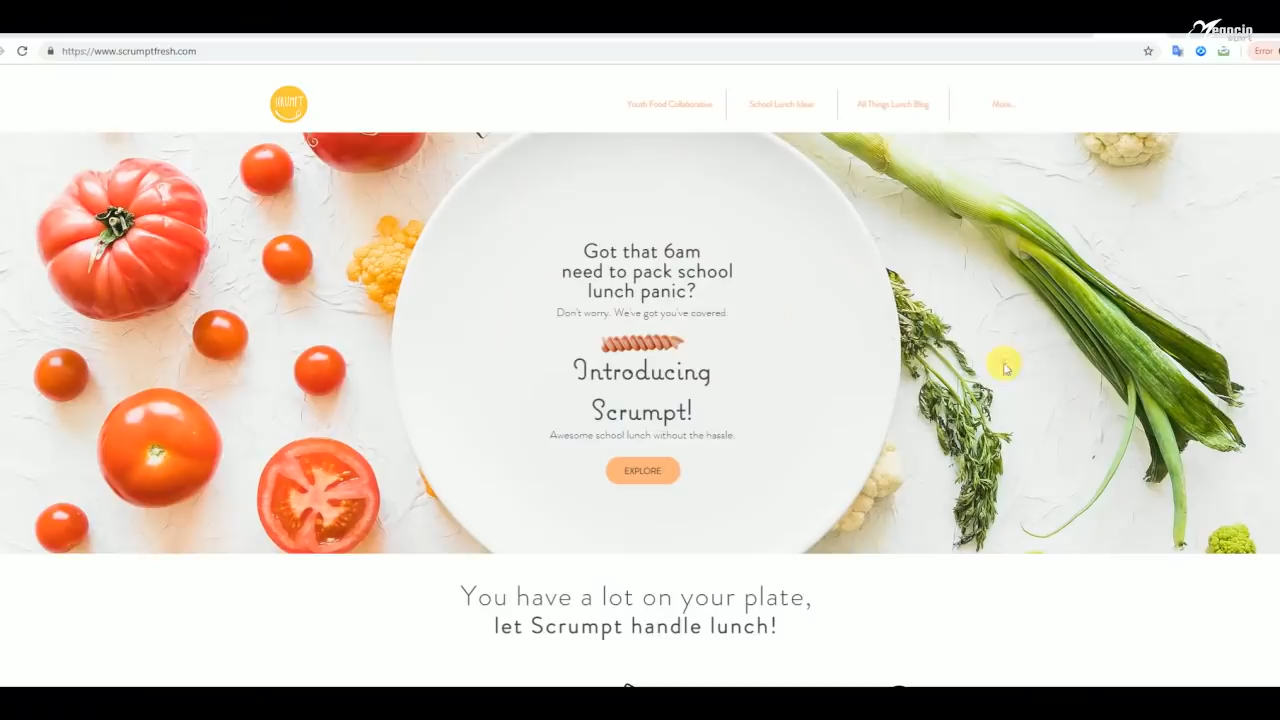 https://www.scrumptfresh.com
Error
SCRUMPT
Youth Food Collaborative
School Lunch Ideas
All Things Lunch Blog
More...
Got that 6am
need to pack school
lunch panic?
Don't worry. We've got you've covered.
Introducing
Scrumpt!
Awesome school lunch without the hassle.
EXPLORE
You have a lot on your plate,
let Scrumpt handle lunch!